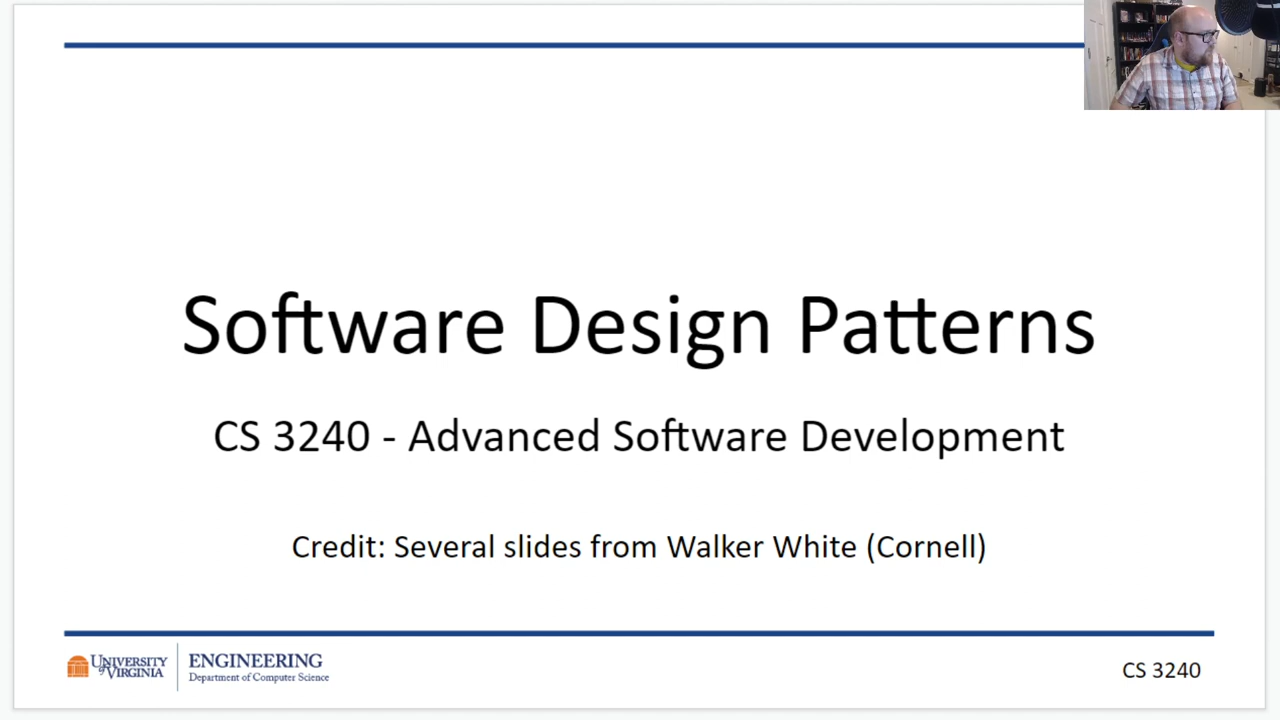 Software Design Patterns
CS 3240 - Advanced Software Development
Credit: Several slides from Walker White (Cornell)
UNIVERSITY of VIRGINIA
ENGINEERING
Department of Computer Science
CS 3240